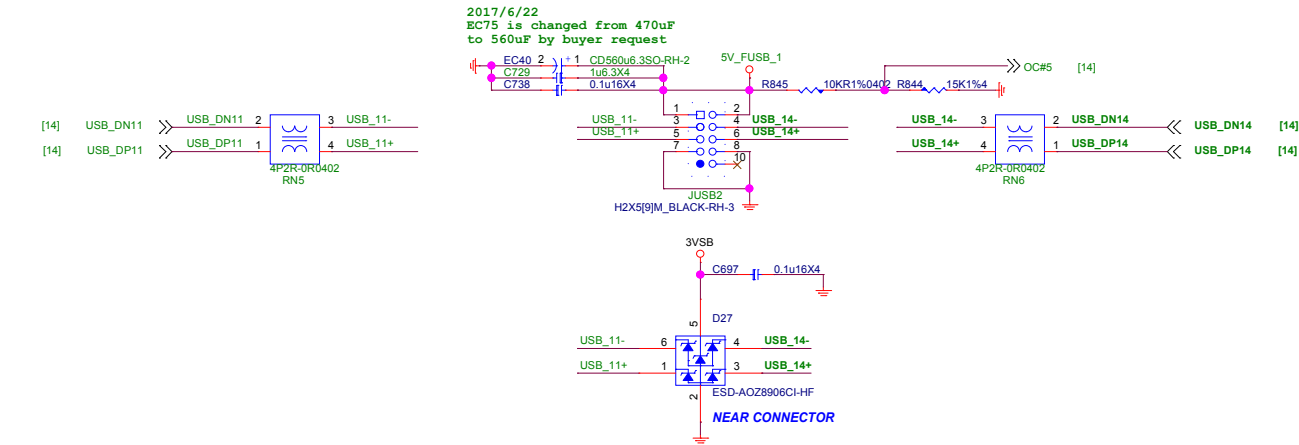 2017/6/22
EC75 is changed from 470uF
to 560uF by buyer request
EC40 2 + 1 CD560u6.3SO-RH-2
C729 1u6.3X4
C738 0.1u16X4
5V_FUSB_1
R845 10KR1%0402 R844 15K1%4
OC#5 [14]
1 2
USB_11- 3 4 USB_14-
USB_11+ 5 6 USB_14+
7 8
10
JUSB2
H2X5[9]M_BLACK-RH-3
[14] USB_DN11 USB_DN11 2 3 USB_11-
[14] USB_DP11 USB_DP11 1 4 USB_11+
4P2R-0R0402
RN5
USB_14- 3 2 USB_DN14 USB_DN14 [14]
USB_14+ 4 1 USB_DP14 USB_DP14 [14]
4P2R-0R0402
RN6
3VSB
C697 0.1u16X4
5 D27
USB_11- 6 4 USB_14-
USB_11+ 1 3 USB_14+
2 ESD-AOZ8906CI-HF
NEAR CONNECTOR